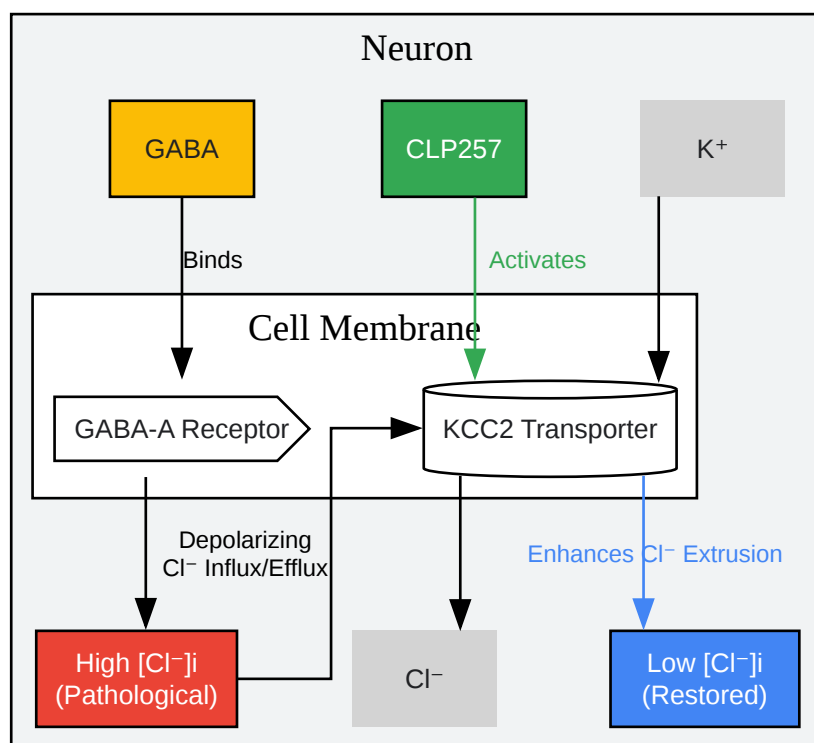 Neuron
GABA
CLP257
K⁺
Binds
Activates
Cell Membrane
GABA-A Receptor
KCC2 Transporter
Depolarizing
Cl⁻ Influx/Efflux
Enhances Cl⁻ Extrusion
High [Cl⁻]i
(Pathological)
Cl⁻
Low [Cl⁻]i
(Restored)